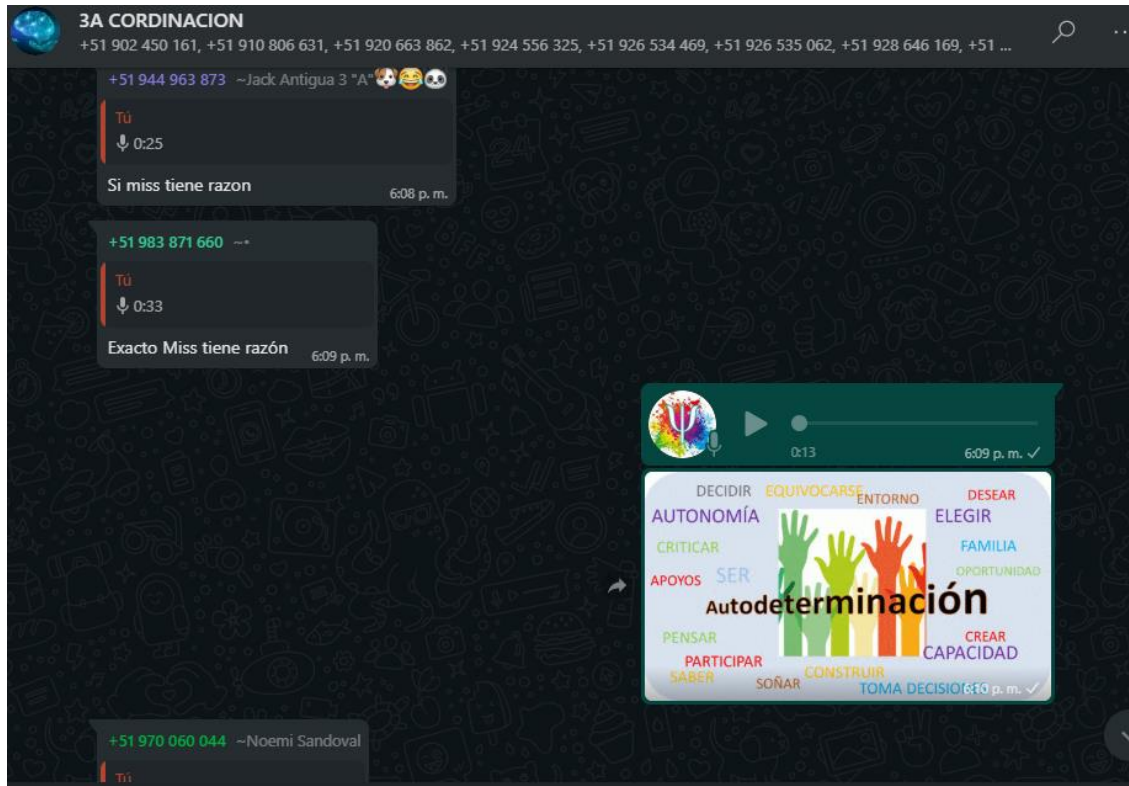 3A CORDINACION
+51 902 450 161, +51 910 806 631, +51 920 663 862, +51 924 556 325, +51 926 534 469, +51 926 535 062, +51 928 646 169, +51 ...
+51 944 963 873 ~Jack Antigua 3 "A"🐶😂🐼
Tú
0:25
Si miss tiene razon
6:08 p. m.
+51 983 871 660 ~•
Tú
0:33
Exacto Miss tiene razón
6:09 p. m.
0:13
6:09 p. m.
DECIDIR EQUIVOCARSE ENTORNO DESEAR
AUTONOMÍA ELEGIR
CRITICAR FAMILIA
APOYOS SER OPORTUNIDAD
Autodeterminación
PENSAR CREAR
PARTICIPAR CAPACIDAD
SABER CONSTRUIR
SOÑAR TOMA
6:10 p. m.
+51 970 060 044 ~Noemi Sandoval
Tú